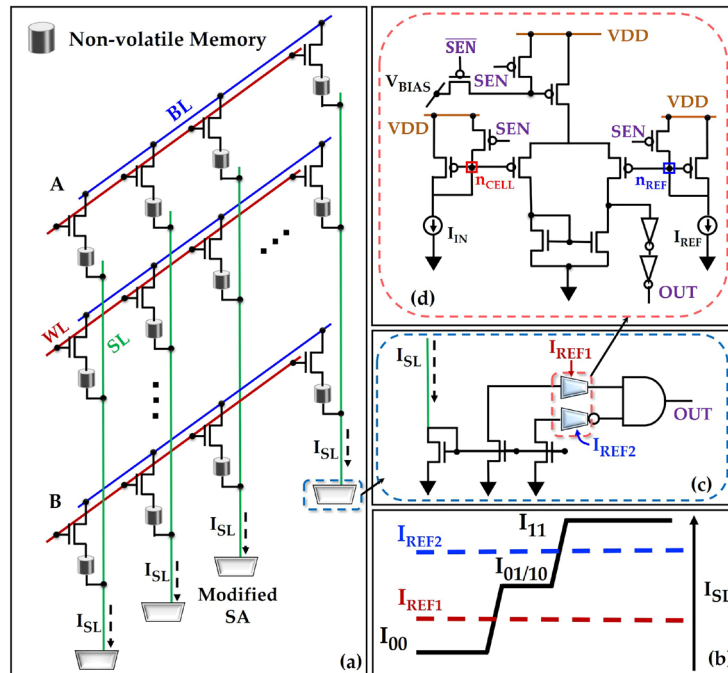 Non-volatile Memory
BL
A
WL
SL
B
I_SL
I_SL
I_SL
I_SL
Modified
SA
(a)
VDD
S̅E̅N̅
SEN
V_BIAS
VDD
SEN
n_CELL
I_IN
VDD
SEN
n_REF
I_REF
OUT
(d)
I_SL
I_REF1
OUT
I_REF2
(c)
I_REF2
I_11
I_01/10
I_REF1
I_00
I_SL
(b)